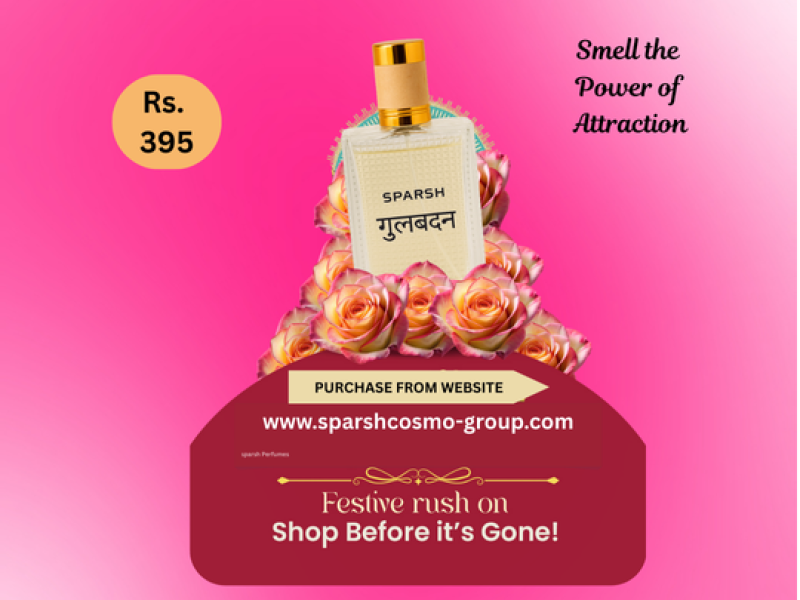 Rs.
395
Smell the
Power of
Attraction
SPARSH
गुलबदन
PURCHASE FROM WEBSITE
www.sparshcosmo-group.com
sparsh Perfumes
Festive rush on
Shop Before it's Gone!